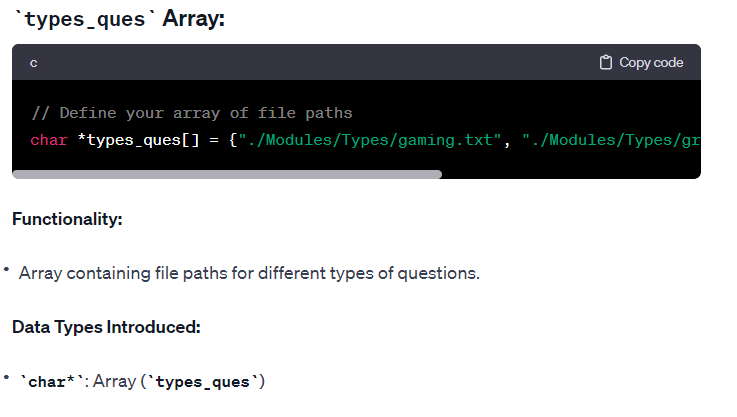 `types_ques` Array:
c Copy code
// Define your array of file paths
char *types_ques[] = {"./Modules/Types/gaming.txt", "./Modules/Types/gr
Functionality:
• Array containing file paths for different types of questions.
Data Types Introduced:
• `char*`: Array (`types_ques`)